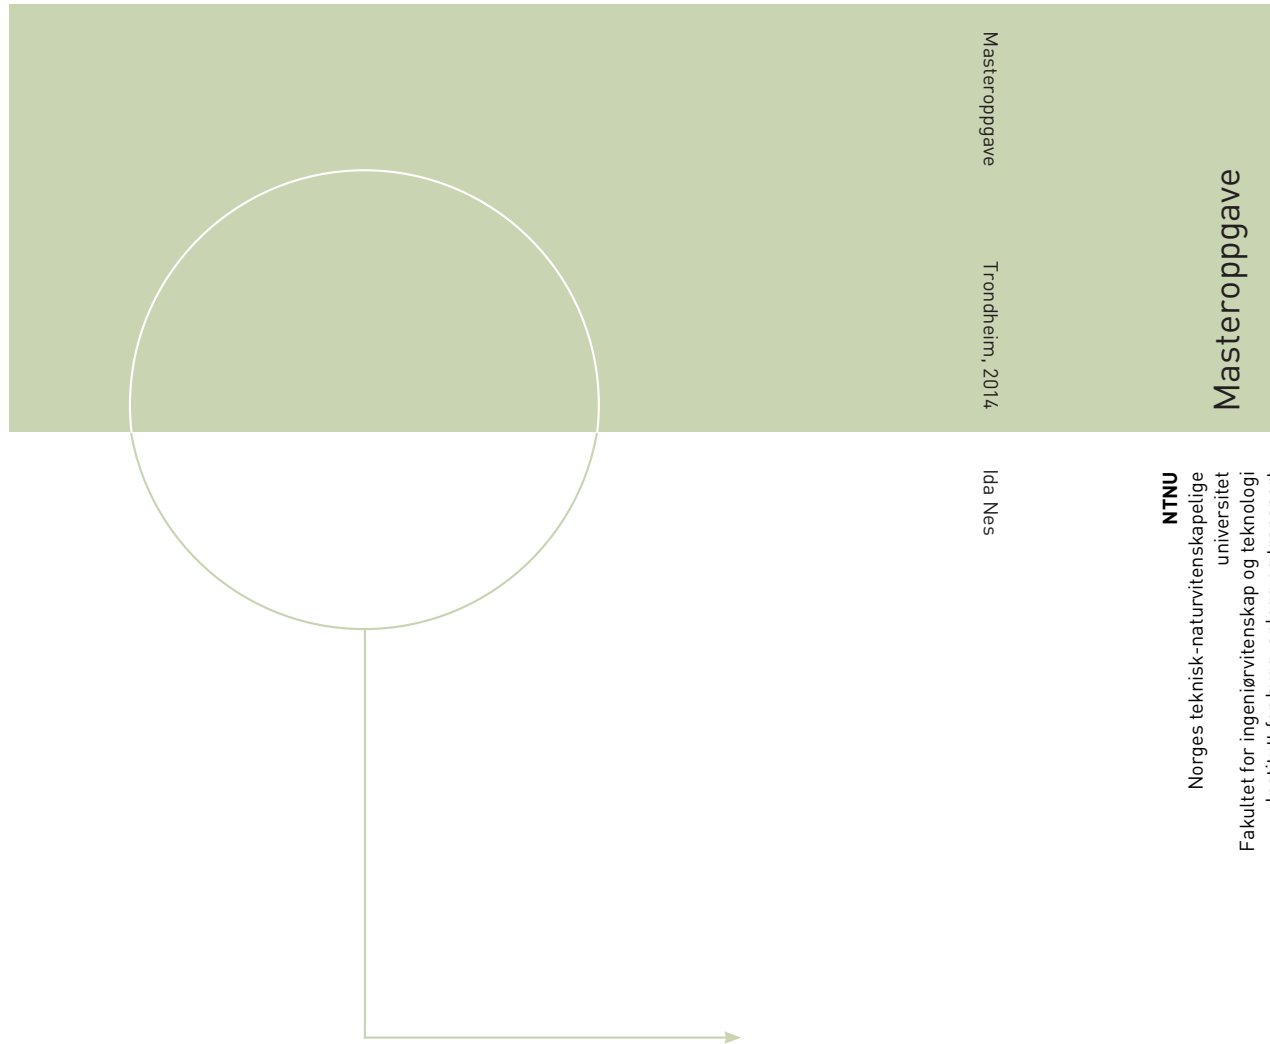 Masteroppgave
Trondheim, 2014
Ida Nes
Masteroppgave
NTNU
Norges teknisk-naturvitenskapelige
universitet
Fakultet for ingeniørvitenskap og teknologi